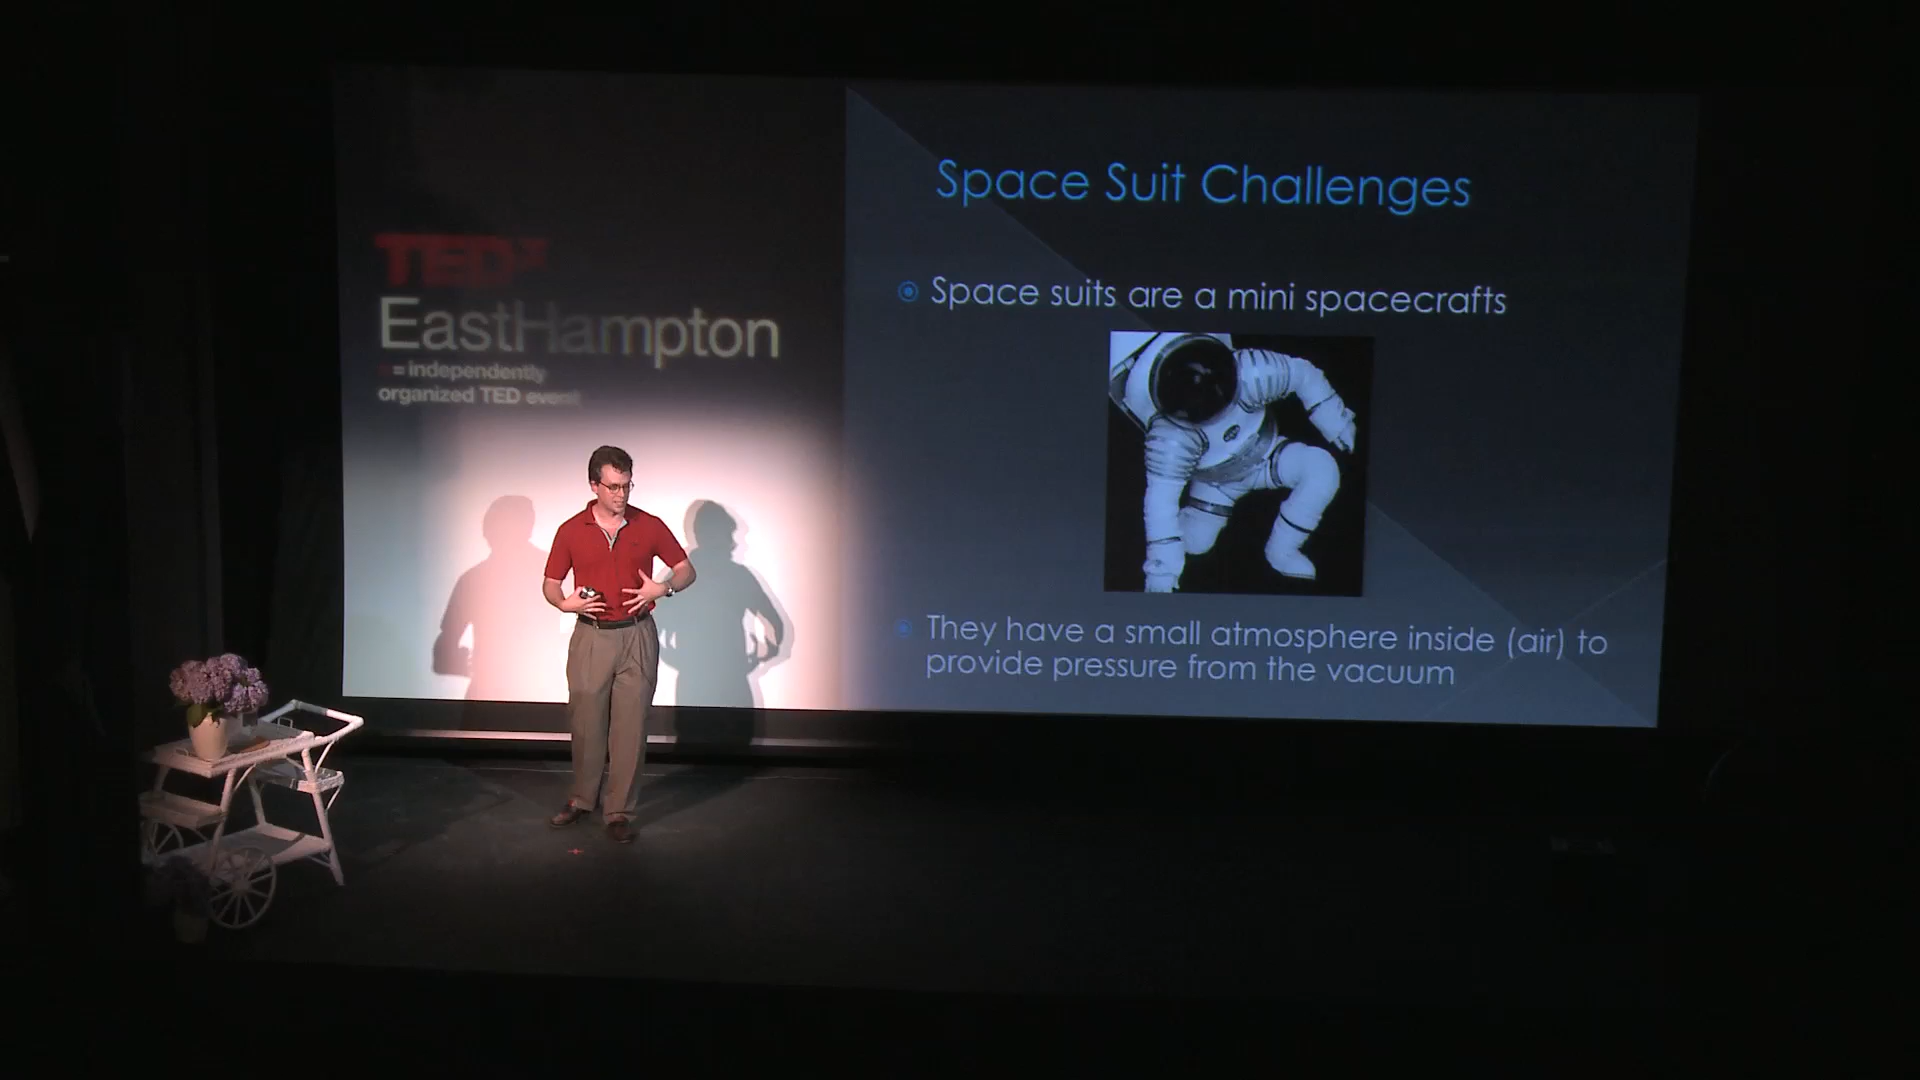 TEDx
EastHampton
x = independently
organized TED event
Space Suit Challenges
Space suits are a mini spacecrafts
They have a small atmosphere inside (air) to
provide pressure from the vacuum